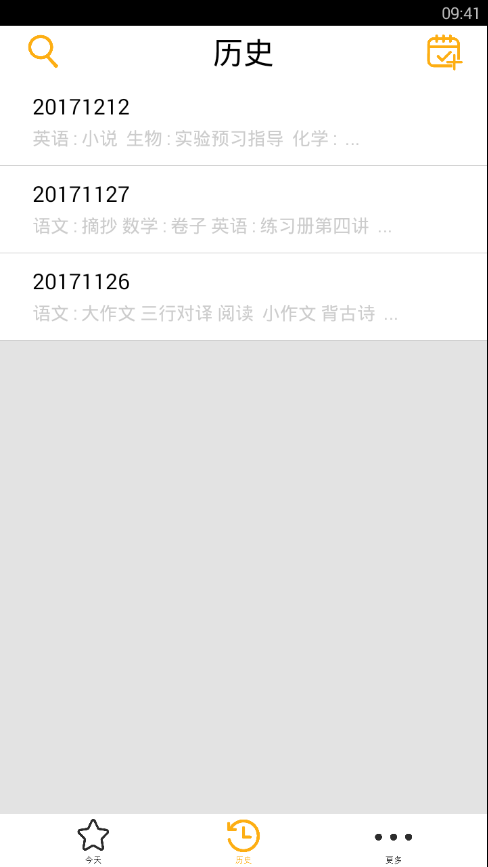 09:41
历史
20171212
英语 : 小说  生物 : 实验预习指导  化学 :  ...
20171127
语文 : 摘抄 数学 : 卷子 英语 : 练习册第四讲  ...
20171126
语文 : 大作文 三行对译 阅读  小作文 背古诗  ...
今天
历史
更多